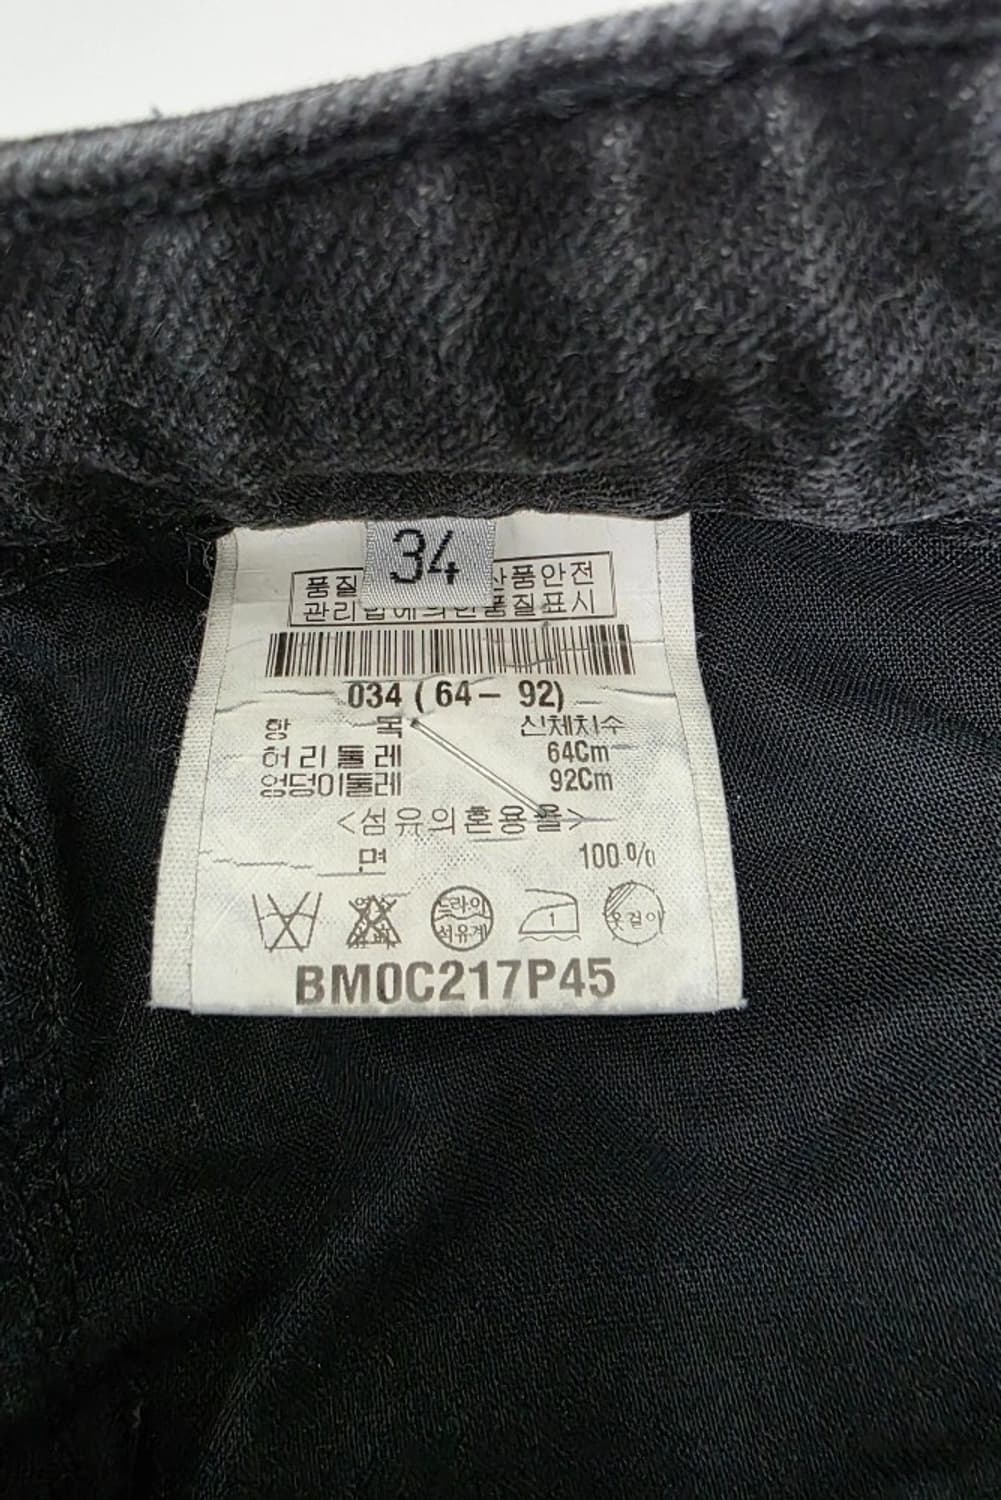 34
품질 산품안전
관리법에의한품질표시
034 ( 64 - 92)
항 목 신체치수
허리둘레 64Cm
엉덩이둘레 92Cm
<섬유의혼용율>
면 100 %
드라이 1 옷걸이
석유계
BM0C217P45